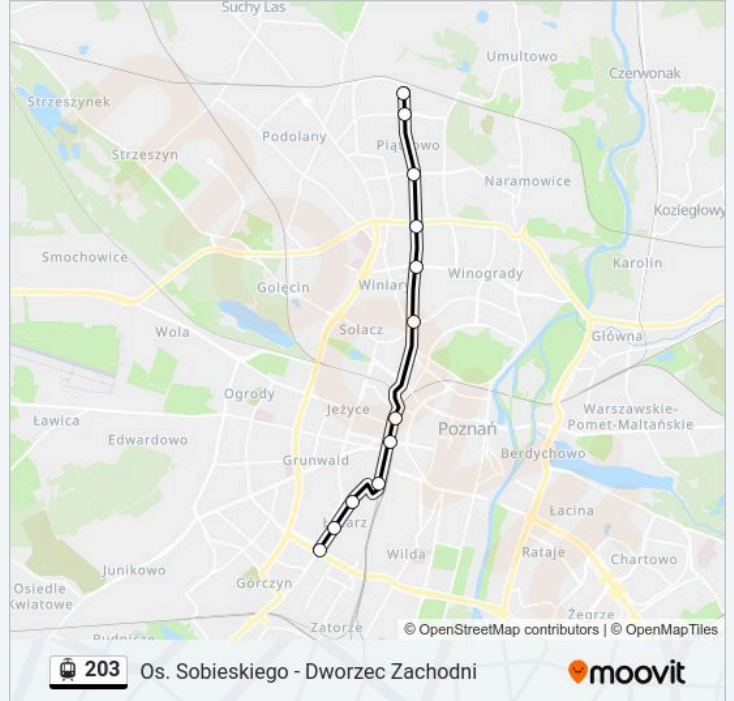 Suchy Las
Umultowo
Czerwonak
Strzeszynek
Podolany
Piątkowo
Strzeszyn
Naramowice
Koziegłowy
Smochowice
Karolin
Golęcin
Winiary
Winogrady
Wola
Sołacz
Główna
Ogrody
Jeżyce
Warszawskie-
Pomet-Maltańskie
Ławica
Edwardowo
Poznań
Grunwald
Berdychowo
Łacina
Łazarz
Rataje
Chartowo
Junikowo
Wilda
Osiedle
Kwiatowe
Górczyn
Zatorze
Żegrze
© OpenStreetMap contributors | © OpenMapTiles
203 Os. Sobieskiego - Dworzec Zachodni
moovit